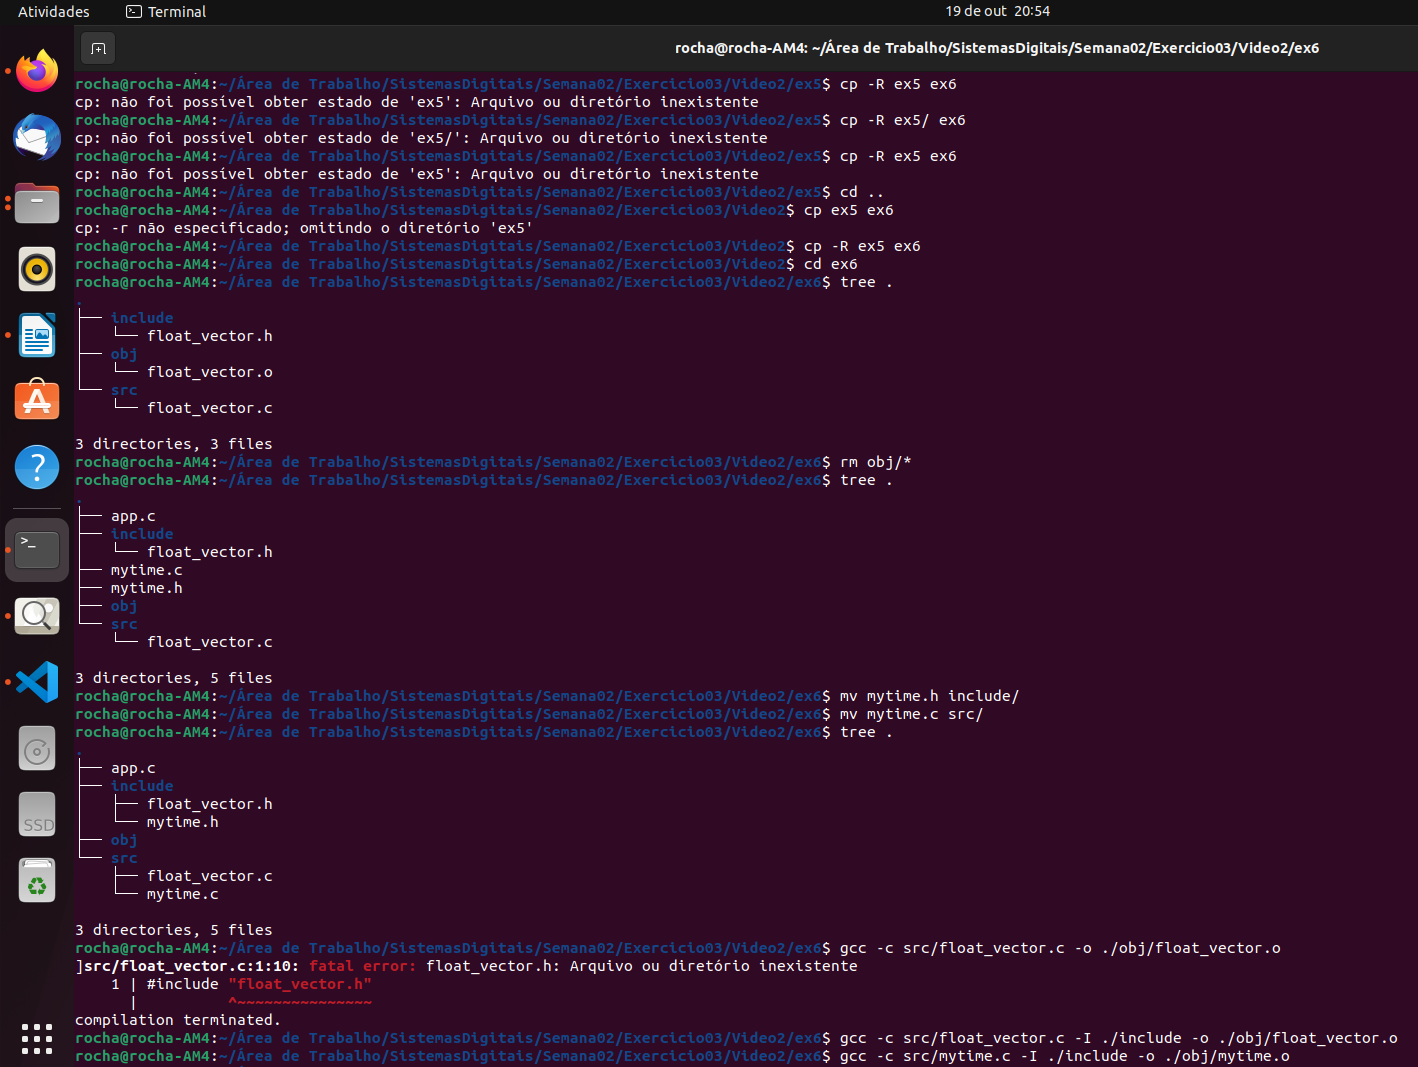 Atividades
Terminal
19 de out 20:54
rocha@rocha-AM4: ~/Área de Trabalho/SistemasDigitais/Semana02/Exercicio03/Video2/ex6
rocha@rocha-AM4:~/Área de Trabalho/SistemasDigitais/Semana02/Exercicio03/Video2/ex5$ cp -R ex5 ex6
cp: não foi possível obter estado de 'ex5': Arquivo ou diretório inexistente
rocha@rocha-AM4:~/Área de Trabalho/SistemasDigitais/Semana02/Exercicio03/Video2/ex5$ cp -R ex5/ ex6
cp: não foi possível obter estado de 'ex5/': Arquivo ou diretório inexistente
rocha@rocha-AM4:~/Área de Trabalho/SistemasDigitais/Semana02/Exercicio03/Video2/ex5$ cp -R ex5 ex6
cp: não foi possível obter estado de 'ex5': Arquivo ou diretório inexistente
rocha@rocha-AM4:~/Área de Trabalho/SistemasDigitais/Semana02/Exercicio03/Video2/ex5$ cd ..
rocha@rocha-AM4:~/Área de Trabalho/SistemasDigitais/Semana02/Exercicio03/Video2$ cp ex5 ex6
cp: -r não especificado; omitindo o diretório 'ex5'
rocha@rocha-AM4:~/Área de Trabalho/SistemasDigitais/Semana02/Exercicio03/Video2$ cp -R ex5 ex6
rocha@rocha-AM4:~/Área de Trabalho/SistemasDigitais/Semana02/Exercicio03/Video2$ cd ex6
rocha@rocha-AM4:~/Área de Trabalho/SistemasDigitais/Semana02/Exercicio03/Video2/ex6$ tree .
.
├── include
│   └── float_vector.h
├── obj
│   └── float_vector.o
└── src
    └── float_vector.c
3 directories, 3 files
rocha@rocha-AM4:~/Área de Trabalho/SistemasDigitais/Semana02/Exercicio03/Video2/ex6$ rm obj/*
rocha@rocha-AM4:~/Área de Trabalho/SistemasDigitais/Semana02/Exercicio03/Video2/ex6$ tree .
.
├── app.c
├── include
│   └── float_vector.h
├── mytime.c
├── mytime.h
├── obj
└── src
    └── float_vector.c
3 directories, 5 files
rocha@rocha-AM4:~/Área de Trabalho/SistemasDigitais/Semana02/Exercicio03/Video2/ex6$ mv mytime.h include/
rocha@rocha-AM4:~/Área de Trabalho/SistemasDigitais/Semana02/Exercicio03/Video2/ex6$ mv mytime.c src/
rocha@rocha-AM4:~/Área de Trabalho/SistemasDigitais/Semana02/Exercicio03/Video2/ex6$ tree .
.
├── app.c
├── include
│   ├── float_vector.h
│   └── mytime.h
├── obj
└── src
    ├── float_vector.c
    └── mytime.c
3 directories, 5 files
rocha@rocha-AM4:~/Área de Trabalho/SistemasDigitais/Semana02/Exercicio03/Video2/ex6$ gcc -c src/float_vector.c -o ./obj/float_vector.o
]src/float_vector.c:1:10: fatal error: float_vector.h: Arquivo ou diretório inexistente
    1 | #include "float_vector.h"
      |          ^~~~~~~~~~~~~~~~
compilation terminated.
rocha@rocha-AM4:~/Área de Trabalho/SistemasDigitais/Semana02/Exercicio03/Video2/ex6$ gcc -c src/float_vector.c -I ./include -o ./obj/float_vector.o
rocha@rocha-AM4:~/Área de Trabalho/SistemasDigitais/Semana02/Exercicio03/Video2/ex6$ gcc -c src/mytime.c -I ./include -o ./obj/mytime.o
SSD